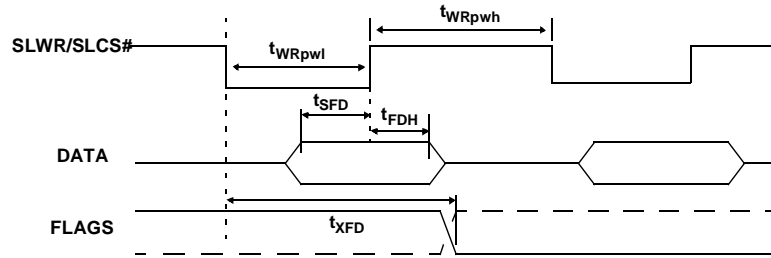 t_WRpwh
SLWR/SLCS#
t_WRpwl
t_SFD
t_FDH
DATA
t_XFD
FLAGS